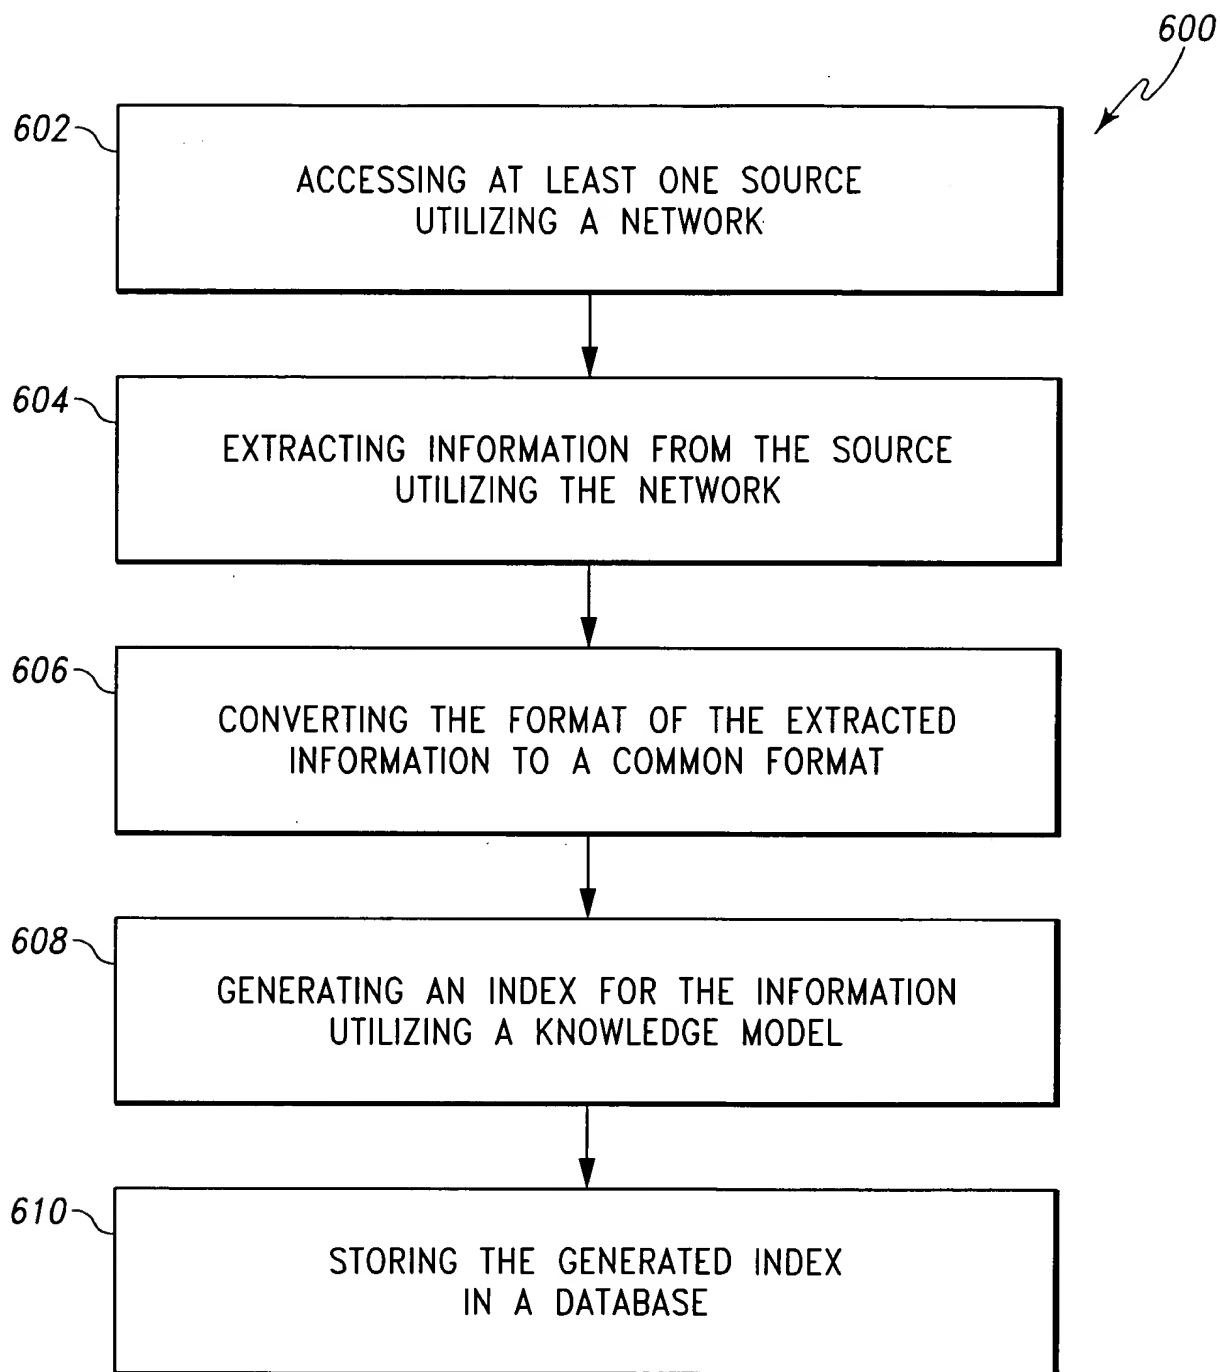 600
602
ACCESSING AT LEAST ONE SOURCE
UTILIZING A NETWORK
604
EXTRACTING INFORMATION FROM THE SOURCE
UTILIZING THE NETWORK
606
CONVERTING THE FORMAT OF THE EXTRACTED
INFORMATION TO A COMMON FORMAT
608
GENERATING AN INDEX FOR THE INFORMATION
UTILIZING A KNOWLEDGE MODEL
610
STORING THE GENERATED INDEX
IN A DATABASE